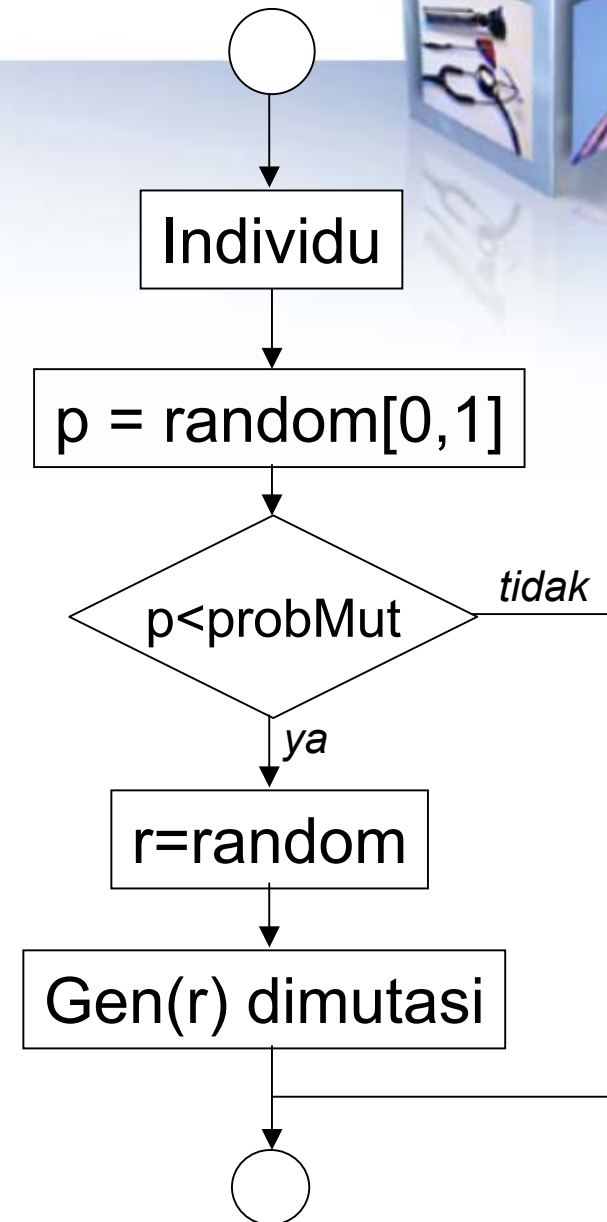 Individu
p = random[0,1]
p<probMut
tidak
ya
r=random
Gen(r) dimutasi